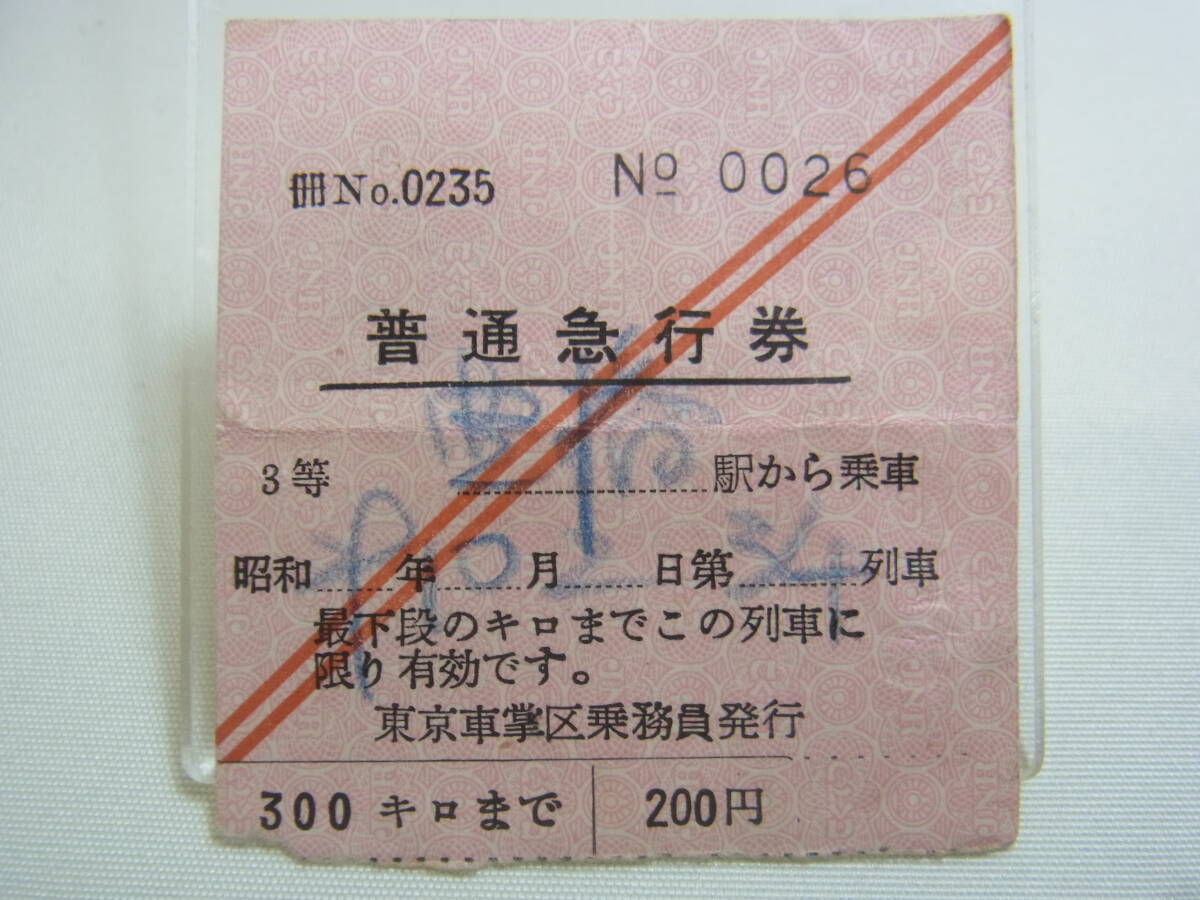 冊No.0235 No 0026
普通急行券
3等 駅から乗車
昭和 年 月 日第 列車
最下段のキロまでこの列車に
限り有効です。
東京車掌区乗務員発行
300 キロまで 200円